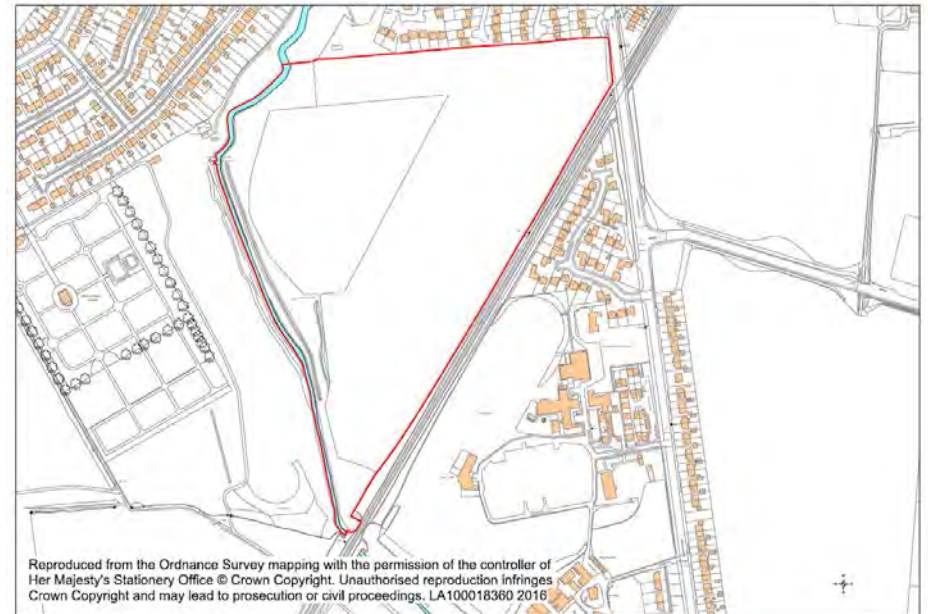 Reproduced from the Ordnance Survey mapping with the permission of the controller of
Her Majesty's Stationery Office © Crown Copyright. Unauthorised reproduction infringes
Crown Copyright and may lead to prosecution or civil proceedings. LA100018360 2016